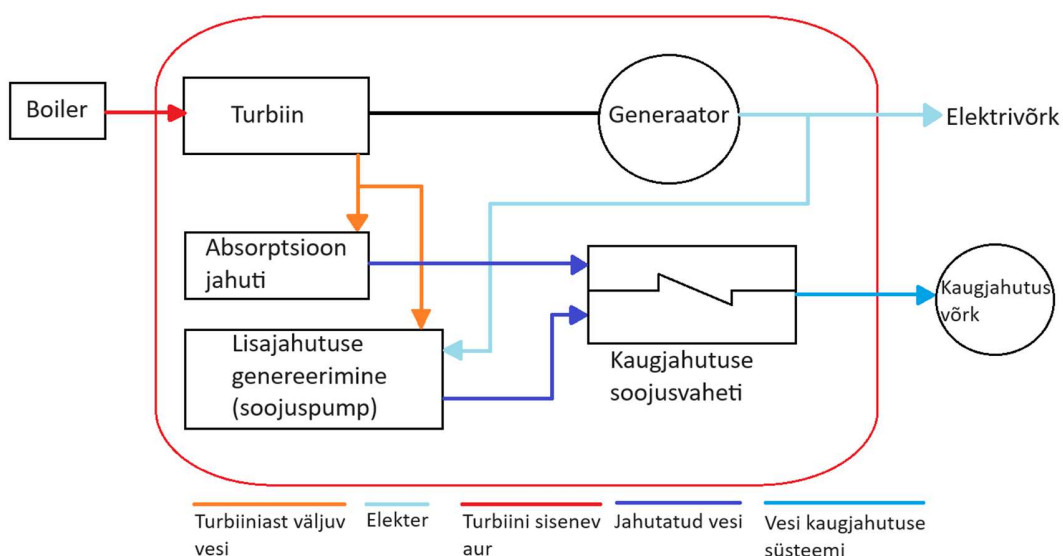 Boiler
Turbiin
Generaator
Elektrivõrk
Absorptsioon
jahuti
Lisajahutuse
genereerimine
(soojuspump)
Kaugjahutuse
soojusvaheti
Kaugjahutus
võrk
Turbiiniast väljuv
vesi
Elekter
Turbiini sisenev
aur
Jahutatud vesi
Vesi kaugjahutuse
süsteemi